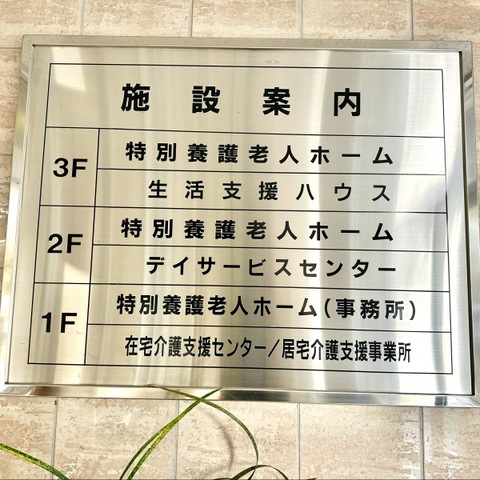 施設案内
3F 特別養護老人ホーム
生活支援ハウス
2F 特別養護老人ホーム
デイサービスセンター
1F 特別養護老人ホーム(事務所)
在宅介護支援センター/居宅介護支援事業所